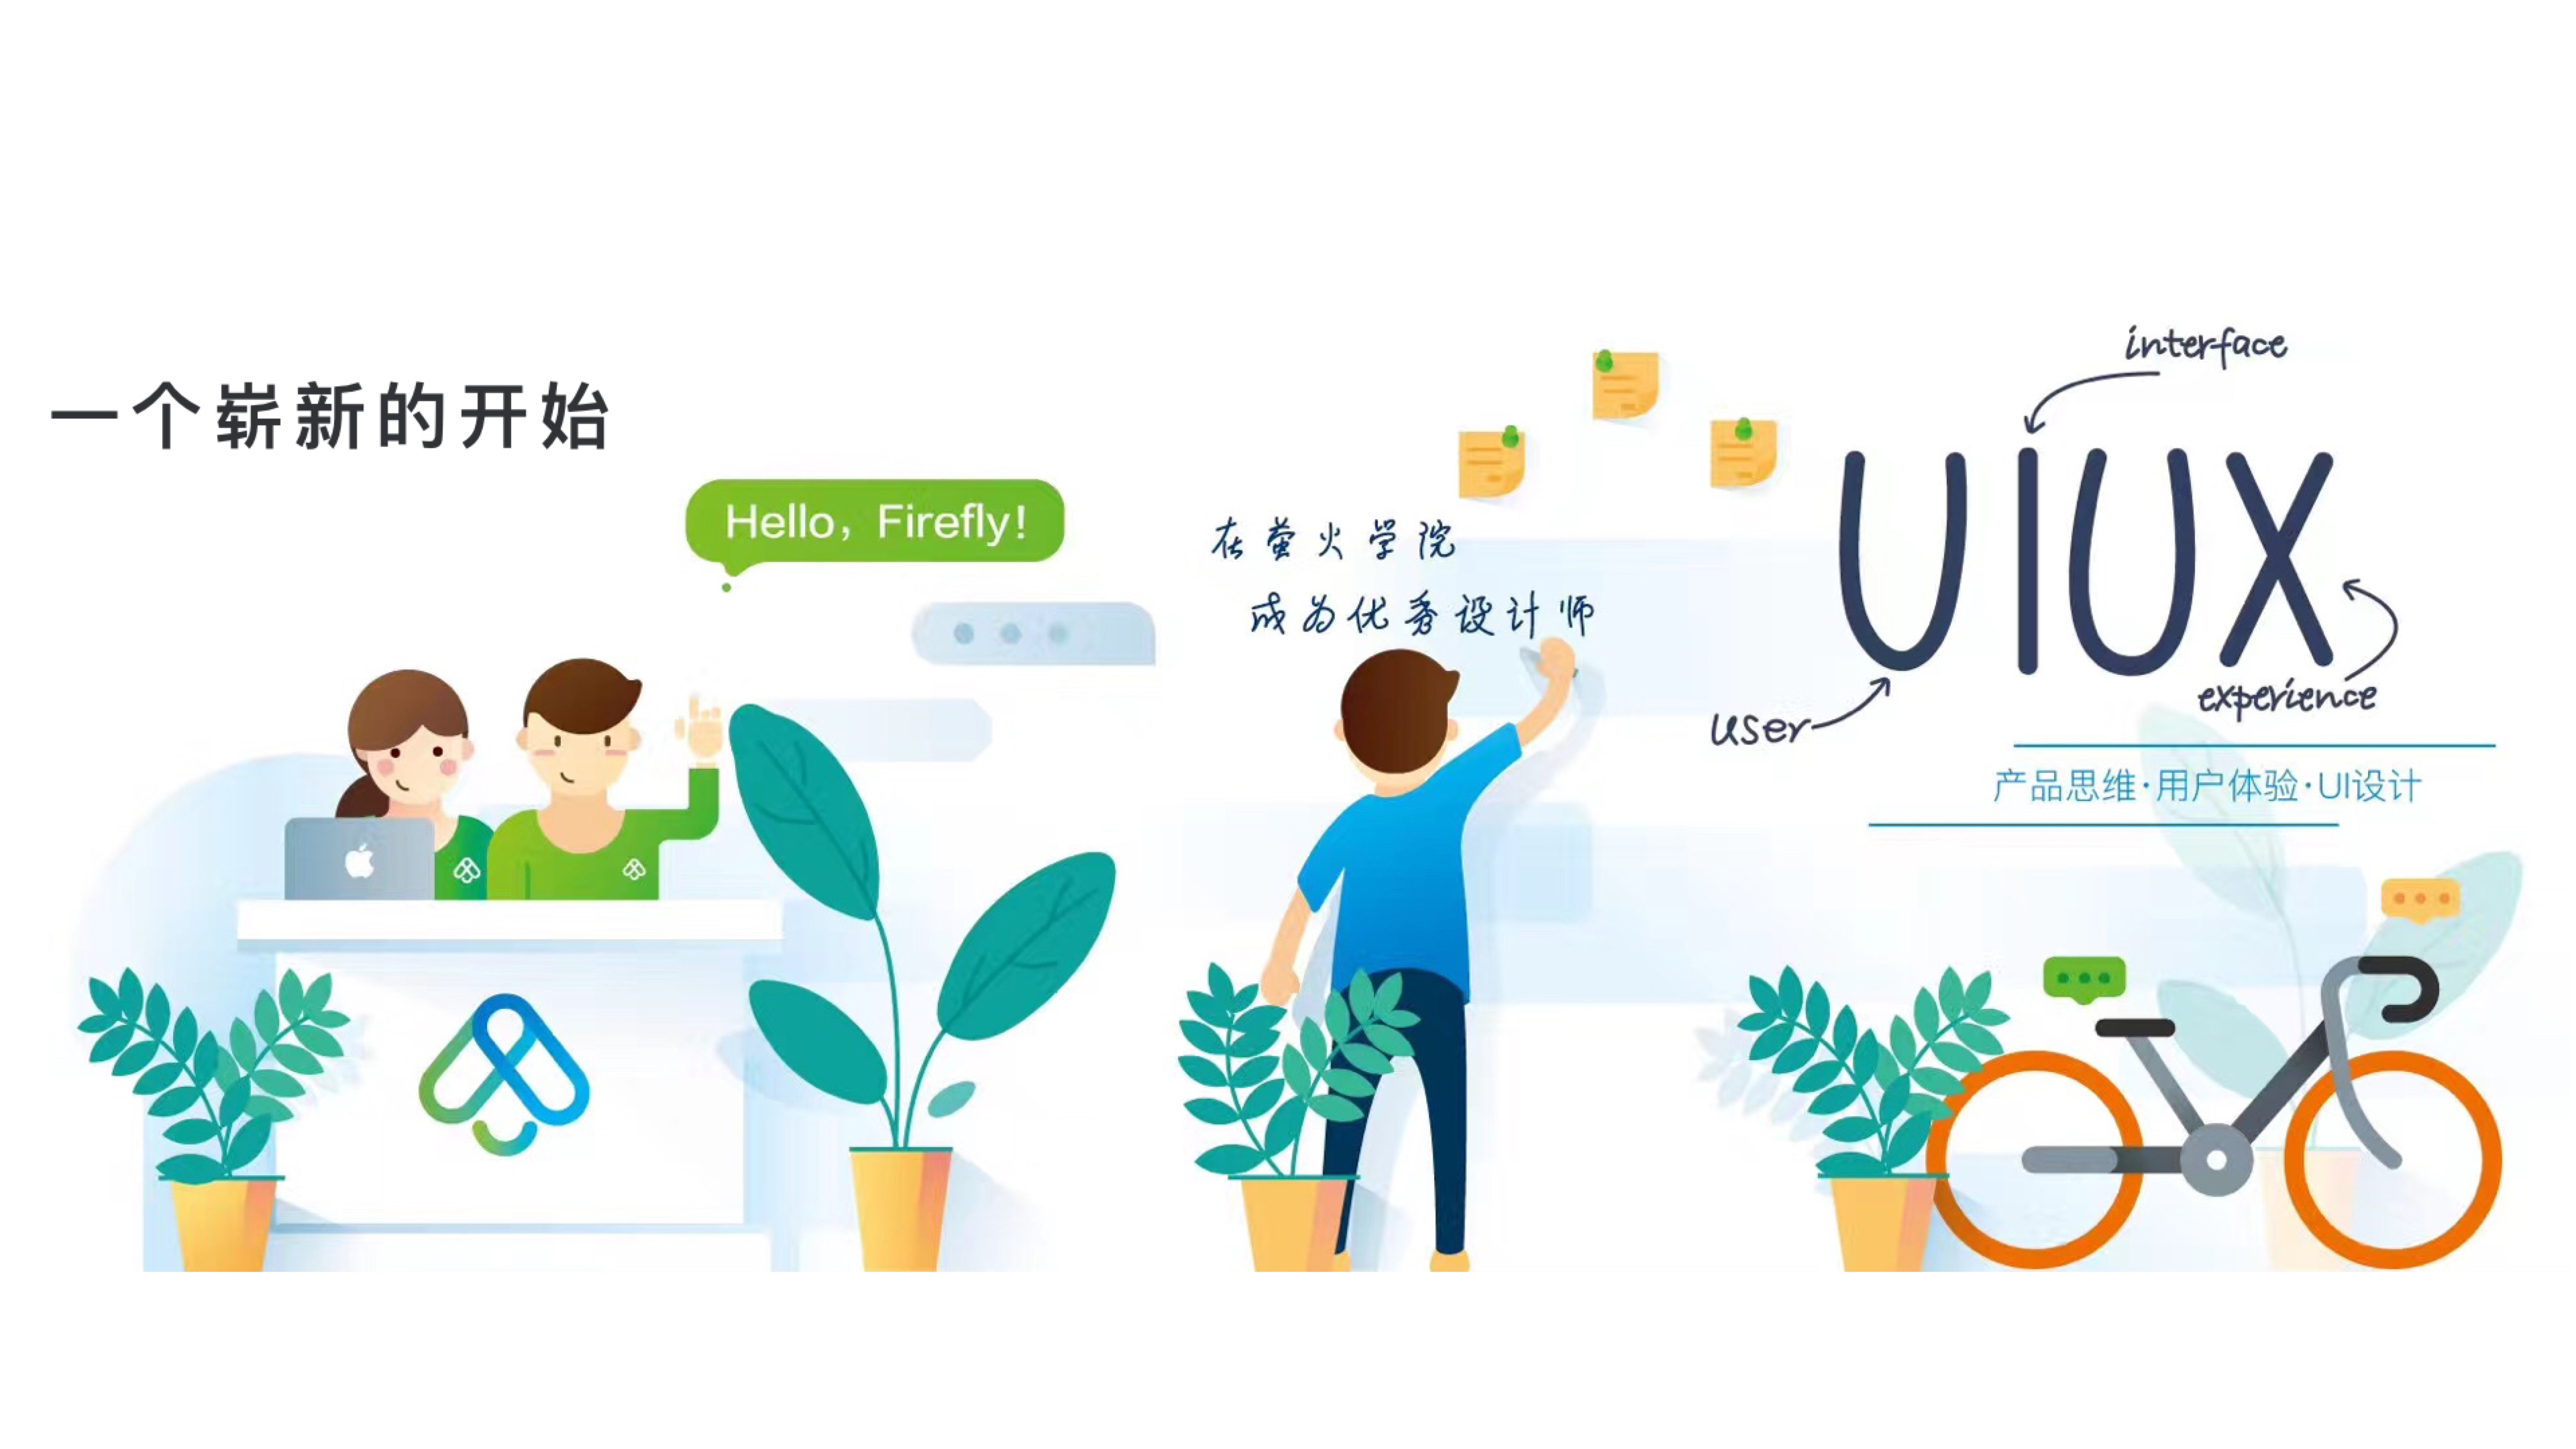 一个崭新的开始
Hello，Firefly!
在萤火学院
成为优秀设计师
interface
UIUX
user
experience
产品思维·用户体验·UI设计